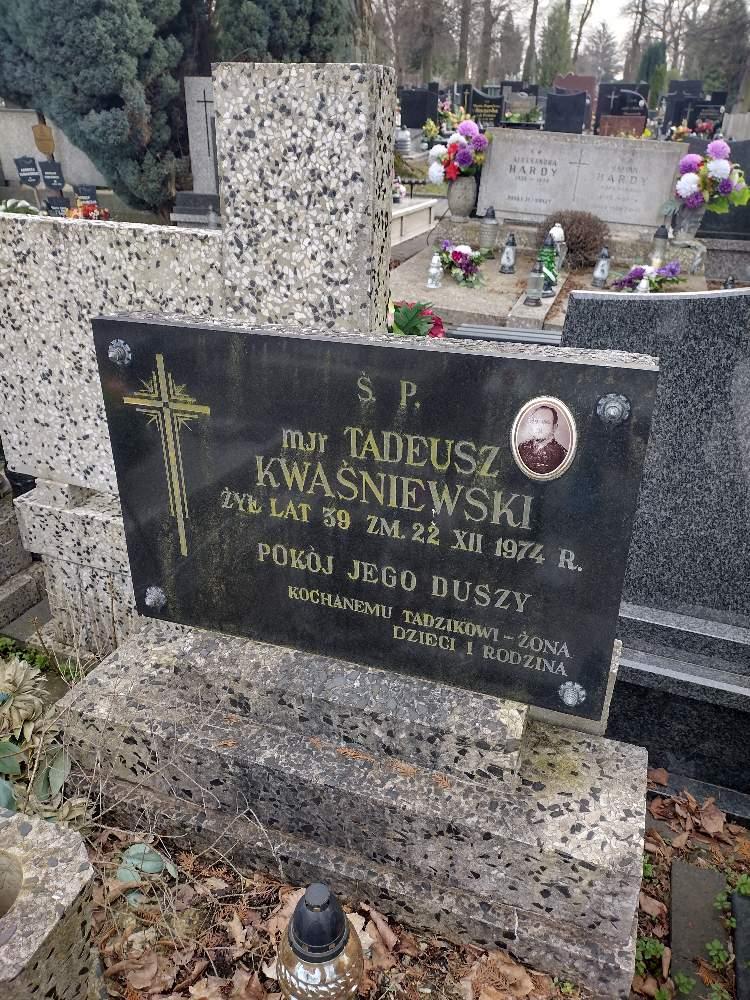 Ś. P.
mjr TADEUSZ
KWAŚNIEWSKI
ŻYŁ LAT 39 ZM. 22 XII 1974 R.
POKÓJ JEGO DUSZY
KOCHANEMU TADZIKOWI - ŻONA
DZIECI I RODZINA
ALEKSANDRA
HARDY
HARDY